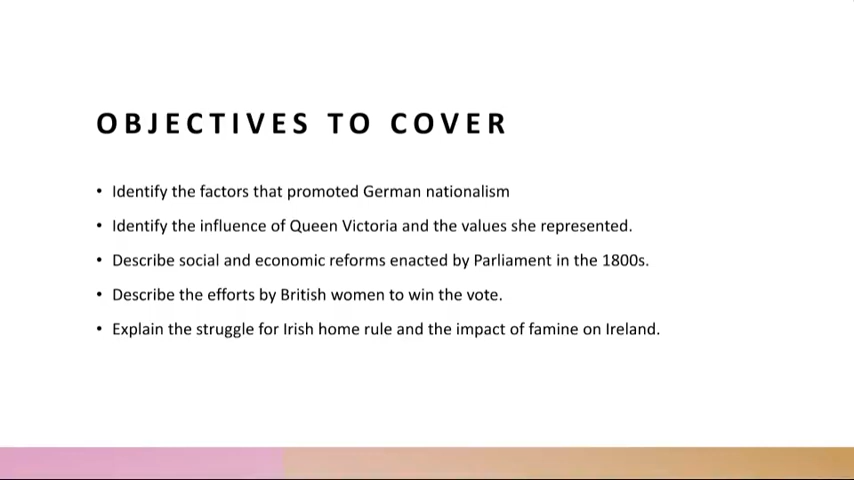 OBJECTIVES TO COVER
• Identify the factors that promoted German nationalism
• Identify the influence of Queen Victoria and the values she represented.
• Describe social and economic reforms enacted by Parliament in the 1800s.
• Describe the efforts by British women to win the vote.
• Explain the struggle for Irish home rule and the impact of famine on Ireland.